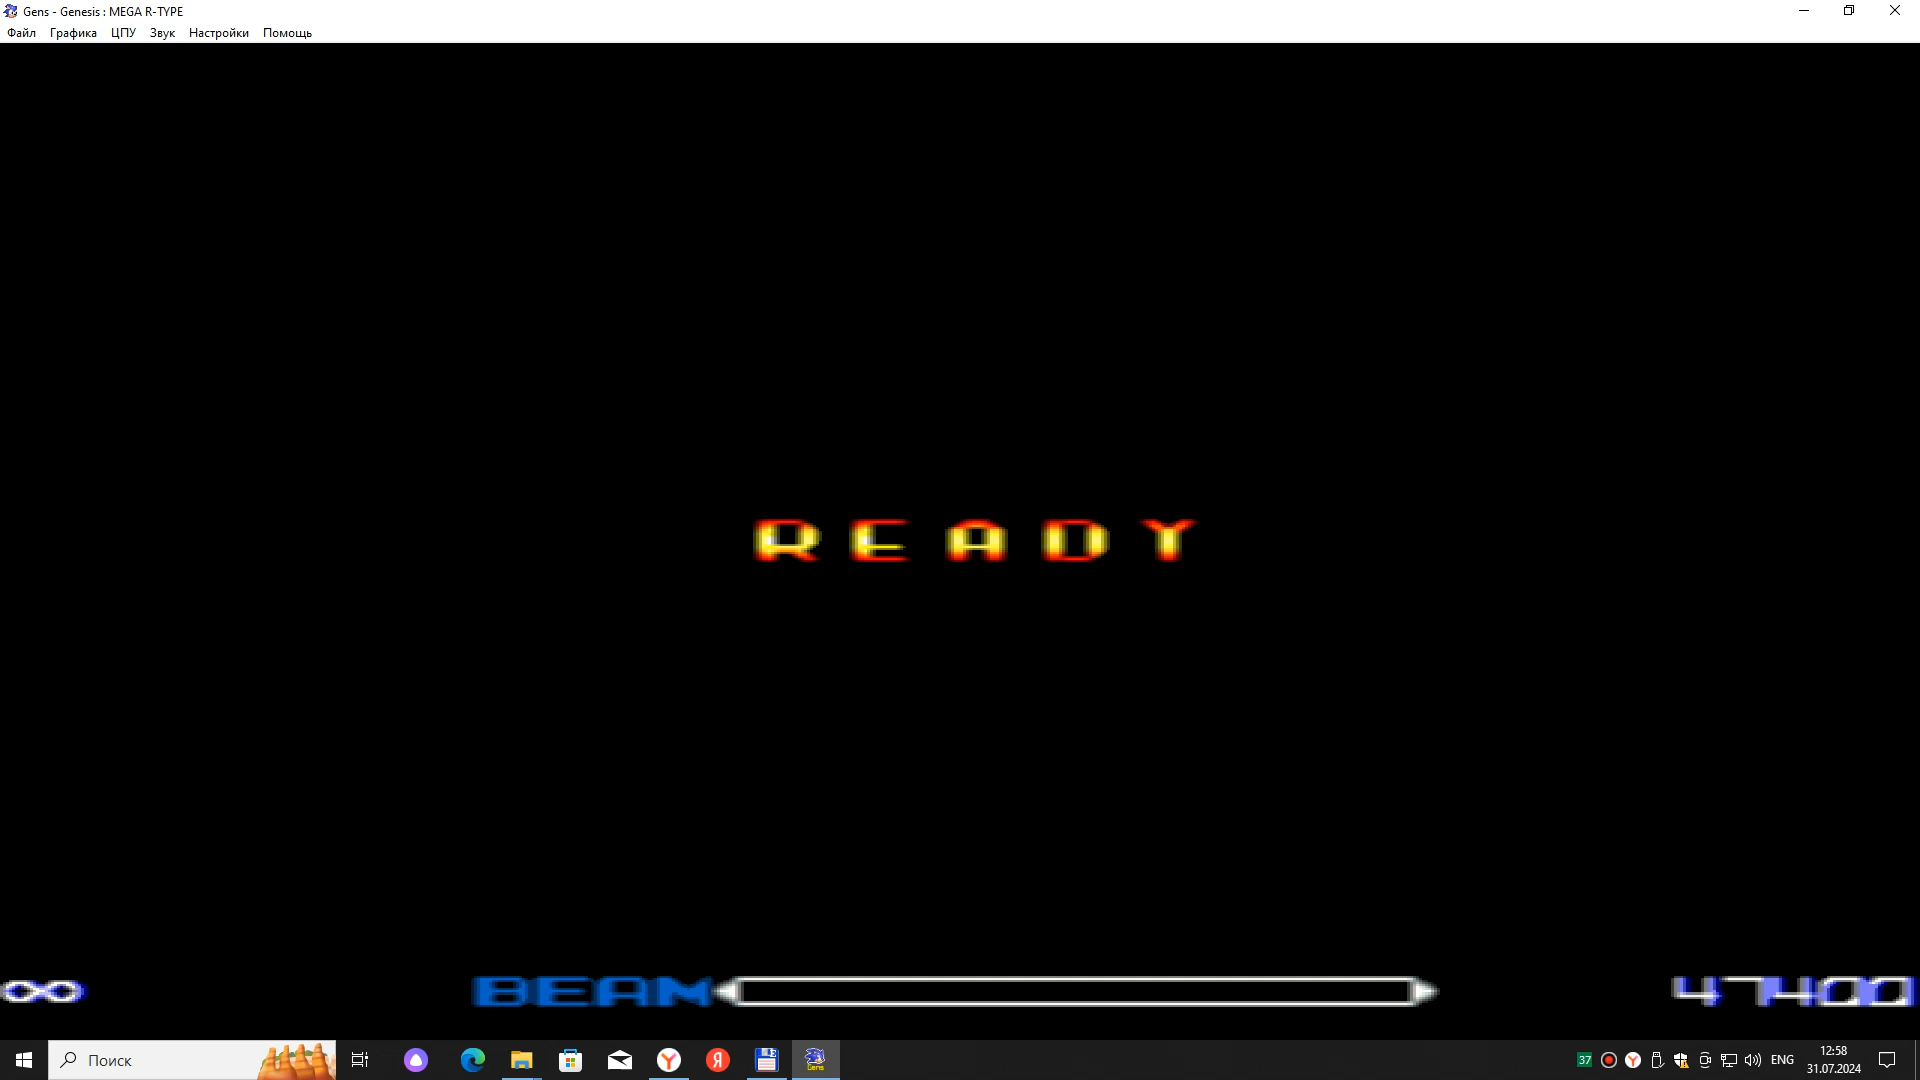 Gens - Genesis : MEGA R-TYPE
Файл Графика ЦПУ Звук Настройки Помощь
READY
∞ BEAM 47400
Поиск
Gens
37 ENG 12:58
31.07.2024